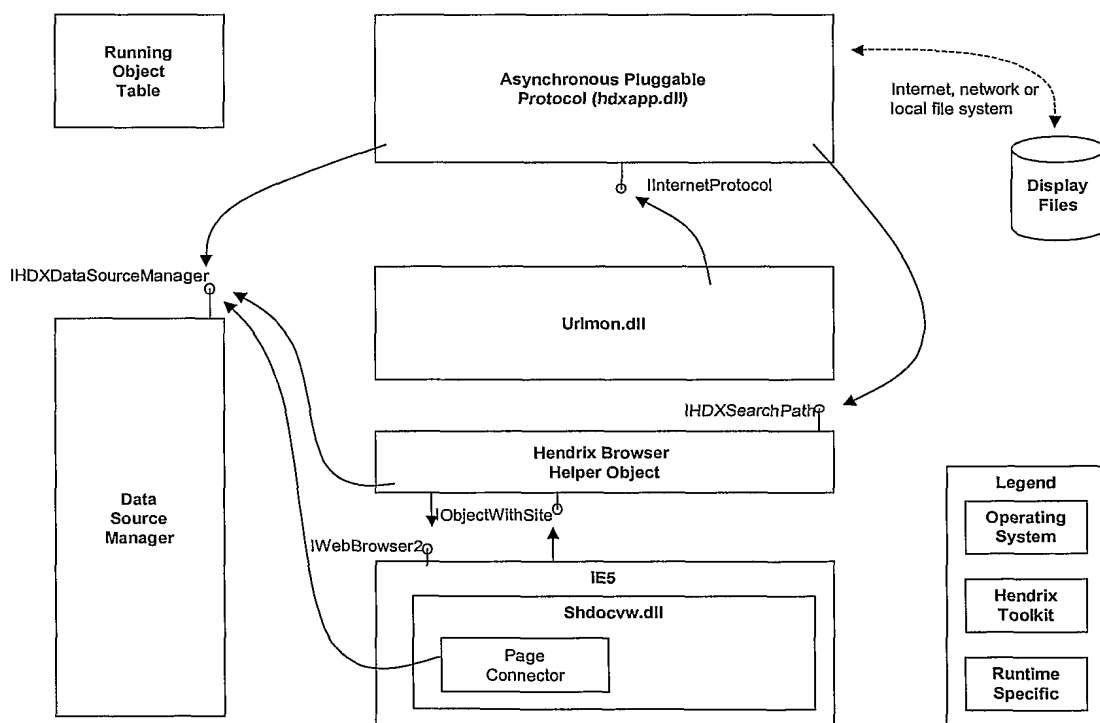 Running
Object
Table
Asynchronous Pluggable
Protocol (hdxapp.dll)
Internet, network or
local file system
Display
Files
IInternetProtocol
IHDXDataSourceManager
Urlmon.dll
IHDXSearchPath
Hendrix Browser
Helper Object
Data
Source
Manager
IObjectWithSite
IWebBrowser2
IE5
Shdocvw.dll
Page
Connector
Legend
Operating
System
Hendrix
Toolkit
Runtime
Specific